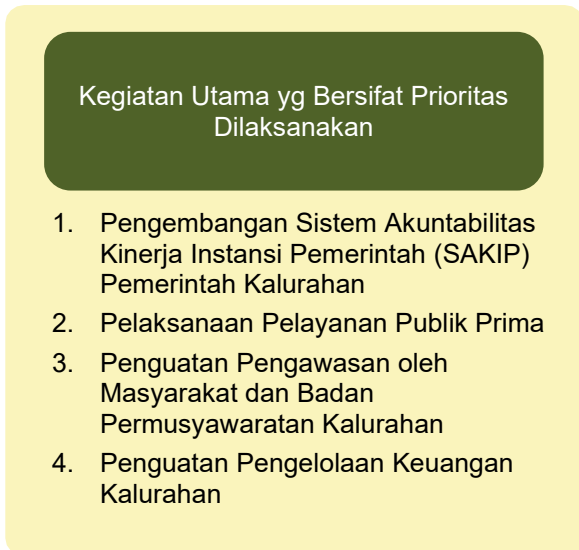 Kegiatan Utama yg Bersifat Prioritas
Dilaksanakan
1. Pengembangan Sistem Akuntabilitas
Kinerja Instansi Pemerintah (SAKIP)
Pemerintah Kalurahan
2. Pelaksanaan Pelayanan Publik Prima
3. Penguatan Pengawasan oleh
Masyarakat dan Badan
Permusyawaratan Kalurahan
4. Penguatan Pengelolaan Keuangan
Kalurahan